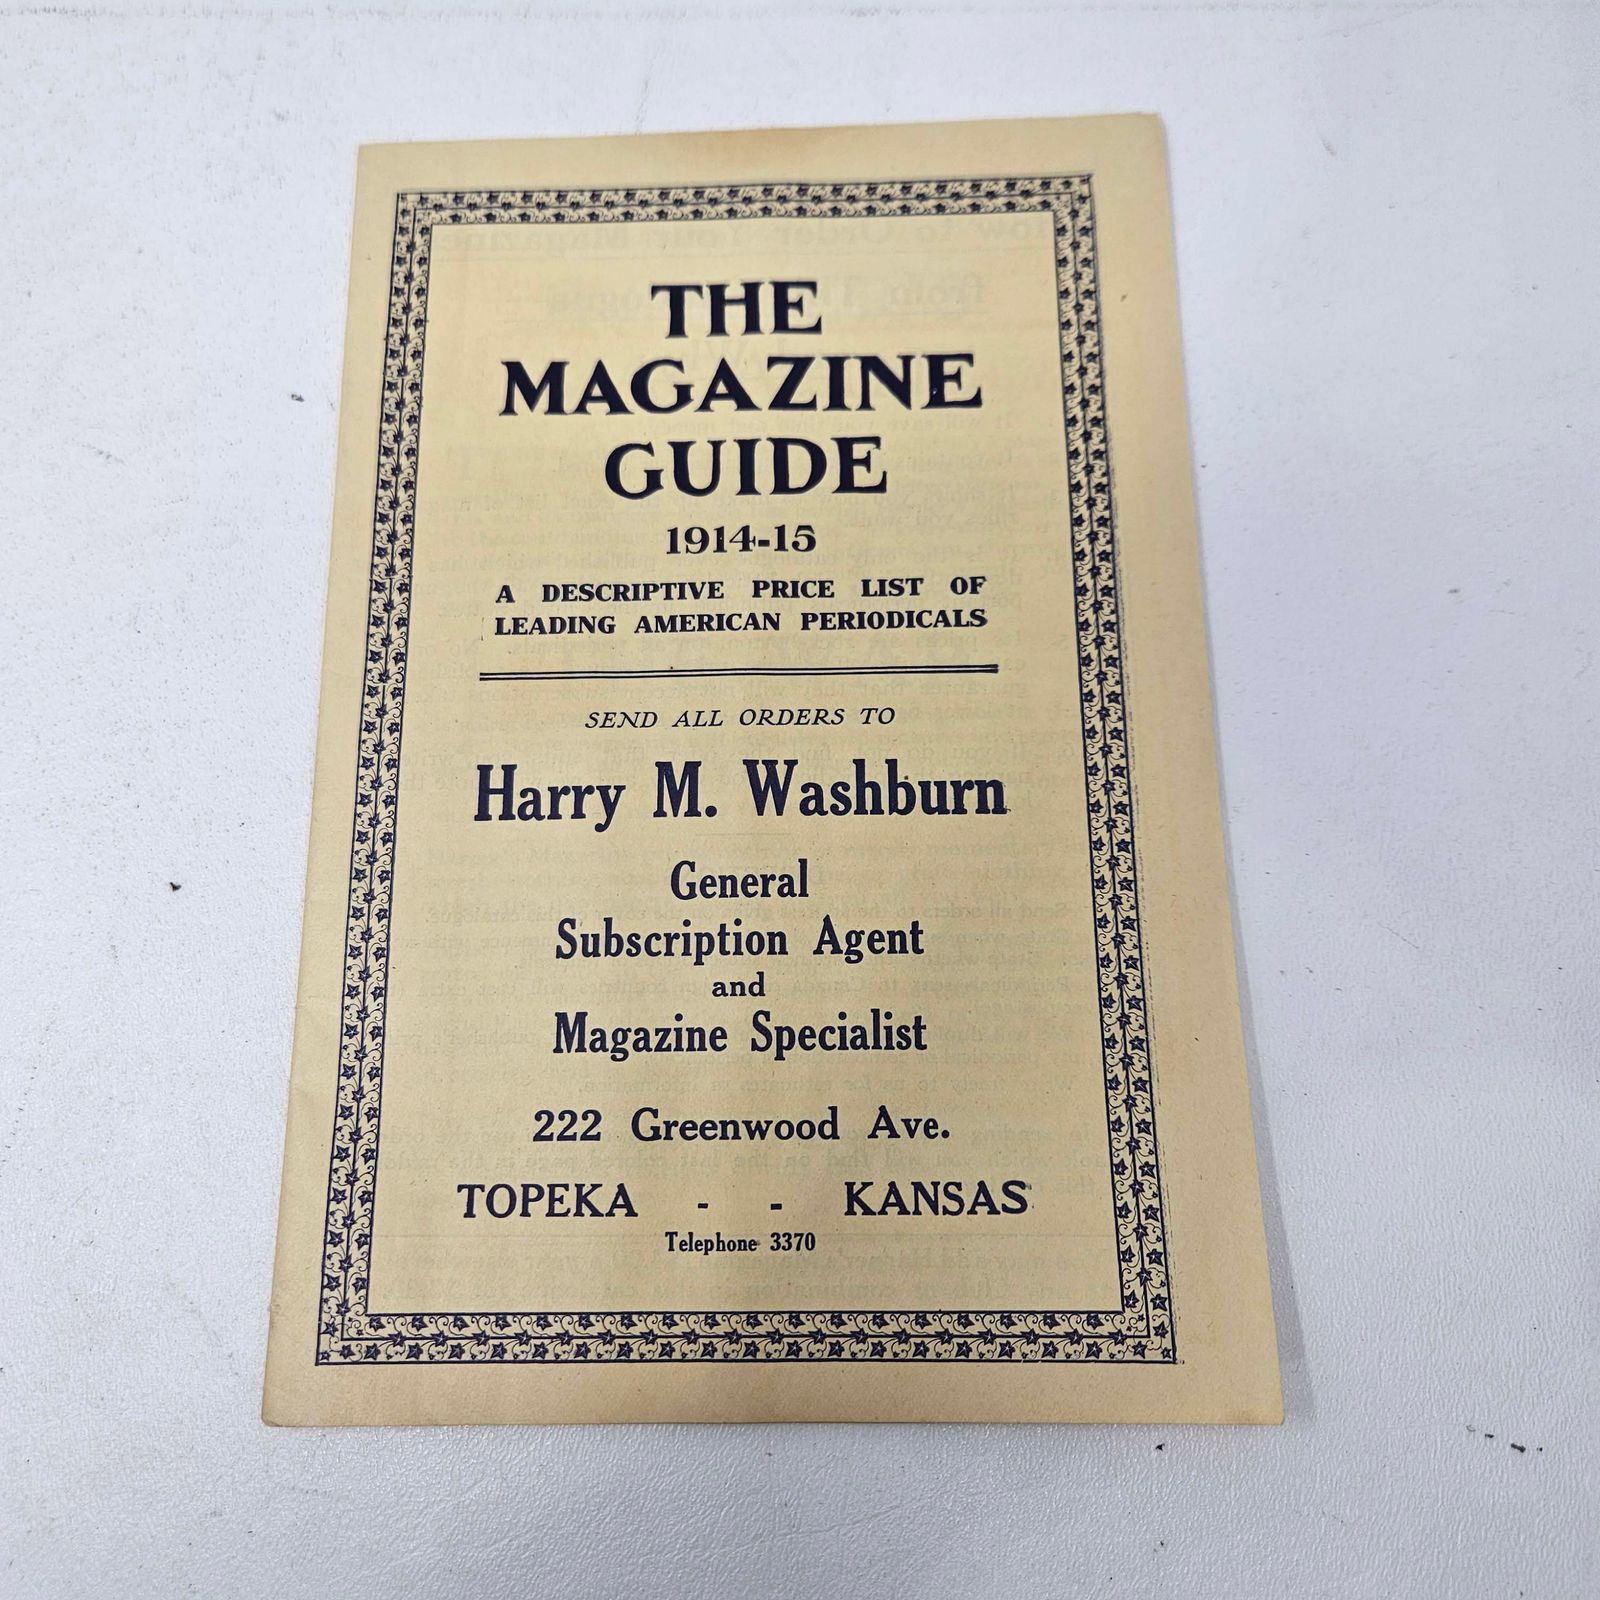 THE
MAGAZINE
GUIDE
1914-15
A DESCRIPTIVE PRICE LIST OF
LEADING AMERICAN PERIODICALS
SEND ALL ORDERS TO
Harry M. Washburn
General
Subscription Agent
and
Magazine Specialist
222 Greenwood Ave.
TOPEKA - - KANSAS
Telephone 3370